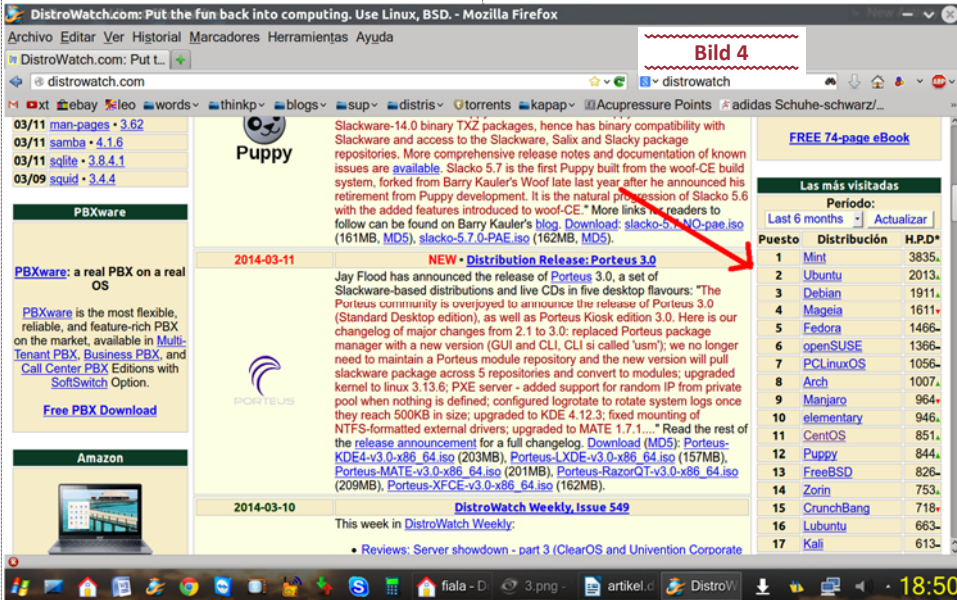 DistroWatch.com: Put the fun back into computing. Use Linux, BSD. - Mozilla Firefox
Archivo Editar Ver Historial Marcadores Herramientas Ayuda
Bild 4
DistroWatch.com: Put t...
distrowatch.com
distrowatch
xt ebay leo words thinkp blogs sup distris torrents kapap Acupressure Points adidas Schuhe-schwarz/...
03/11 man-pages • 3.62
03/11 samba • 4.1.6
03/11 sqlite • 3.8.4.1
03/09 squid • 3.4.4
PBXware
PBXware: a real PBX on a real
OS
PBXware is the most flexible,
reliable, and feature-rich PBX
on the market, available in Multi-
Tenant PBX, Business PBX, and
Call Center PBX Editions with
SoftSwitch Option.
Free PBX Download
Amazon
Puppy
Slackware-14.0 binary TXZ packages, hence has binary compatibility with
Slackware and access to the Slackware, Salix and Slacky package
repositories. More comprehensive release notes and documentation of known
issues are available. Slacko 5.7 is the first Puppy built from the woof-CE build
system, forked from Barry Kauler's Woof late last year after he announced his
retirement from Puppy development. It is the natural progression of Slacko 5.6
with the added features introduced to woof-CE." More links for readers to
follow can be found on Barry Kauler's blog. Download: slacko-5.7-NO-pae.iso
(161MB, MD5), slacko-5.7.0-PAE.iso (162MB, MD5).
2014-03-11 NEW • Distribution Release: Porteus 3.0
PORTEUS
Jay Flood has announced the release of Porteus 3.0, a set of
Slackware-based distributions and live CDs in five desktop flavours: "The
Porteus community is overjoyed to announce the release of Porteus 3.0
(Standard Desktop edition), as well as Porteus Kiosk edition 3.0. Here is our
changelog of major changes from 2.1 to 3.0: replaced Porteus package
manager with a new version (GUI and CLI, CLI si called 'usm'); we no longer
need to maintain a Porteus module repository and the new version will pull
slackware package across 5 repositories and convert to modules; upgraded
kernel to linux 3.13.6; PXE server - added support for random IP from private
pool when nothing is defined; configured logrotate to rotate system logs once
they reach 500KB in size; upgraded to KDE 4.12.3; fixed mounting of
NTFS-formatted external drivers; upgraded to MATE 1.7.1...." Read the rest of
the release announcement for a full changelog. Download (MD5): Porteus-
KDE4-v3.0-x86_64.iso (203MB), Porteus-LXDE-v3.0-x86_64.iso (157MB),
Porteus-MATE-v3.0-x86_64.iso (201MB), Porteus-RazorQT-v3.0-x86_64.iso
(209MB), Porteus-XFCE-v3.0-x86_64.iso (162MB).
2014-03-10 DistroWatch Weekly, Issue 549
This week in DistroWatch Weekly:
• Reviews: Server showdown - part 3 (ClearOS and Univention Corporate
FREE 74-page eBook
Las más visitadas
Período:
Last 6 months Actualizar
Puesto Distribución H.P.D*
1 Mint 3835
2 Ubuntu 2013
3 Debian 1911
4 Mageia 1611
5 Fedora 1466
6 openSUSE 1366
7 PCLinuxOS 1056
8 Arch 1007
9 Manjaro 964
10 elementary 946
11 CentOS 851
12 Puppy 844
13 FreeBSD 826
14 Zorin 753
15 CrunchBang 718
16 Lubuntu 663
17 Kali 613
fiala - D 3.png - artikel.d DistroW 18:50